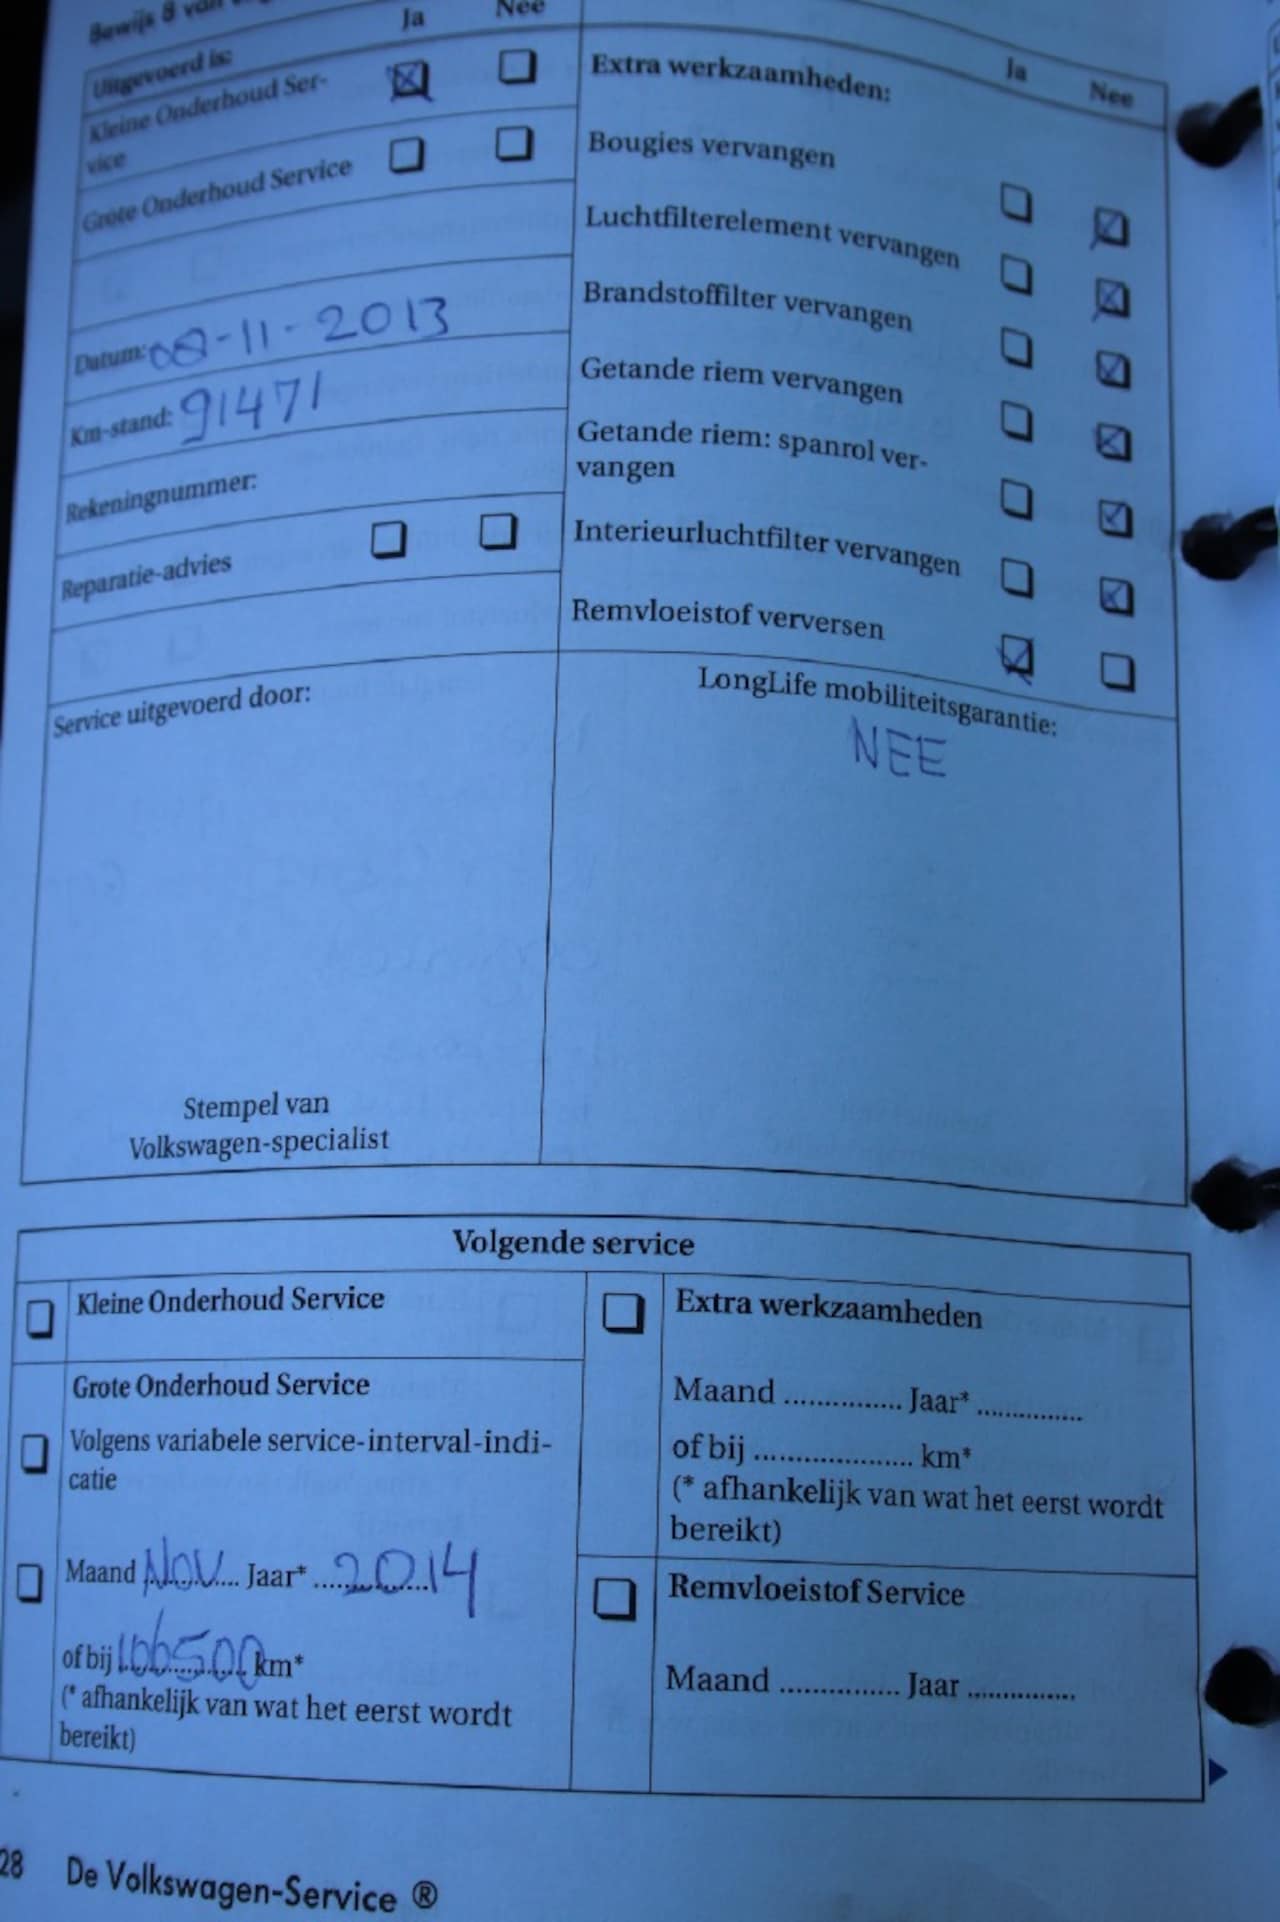 Bewijs 8 van
Ja Nee
Uitgevoerd is:
Kleine Onderhoud Ser-
vice
Grote Onderhoud Service
Datum: 08-11-2013
Km-stand: 91471
Rekeningnummer:
Reparatie-advies
Service uitgevoerd door:
Stempel van
Volkswagen-specialist
Ja Nee
Extra werkzaamheden:
Bougies vervangen
Luchtfilterelement vervangen
Brandstoffilter vervangen
Getande riem vervangen
Getande riem: spanrol ver-
vangen
Interieurluchtfilter vervangen
Remvloeistof verversen
LongLife mobiliteitsgarantie:
NEE
Volgende service
Kleine Onderhoud Service
Grote Onderhoud Service
Volgens variabele service-interval-indi-
catie
Maand Nov Jaar* 2014
of bij 106500 km*
(* afhankelijk van wat het eerst wordt
bereikt)
Extra werkzaamheden
Maand ............... Jaar* ..............
of bij .................... km*
(* afhankelijk van wat het eerst wordt
bereikt)
Remvloeistof Service
Maand ............... Jaar ..............
28 De Volkswagen-Service ®